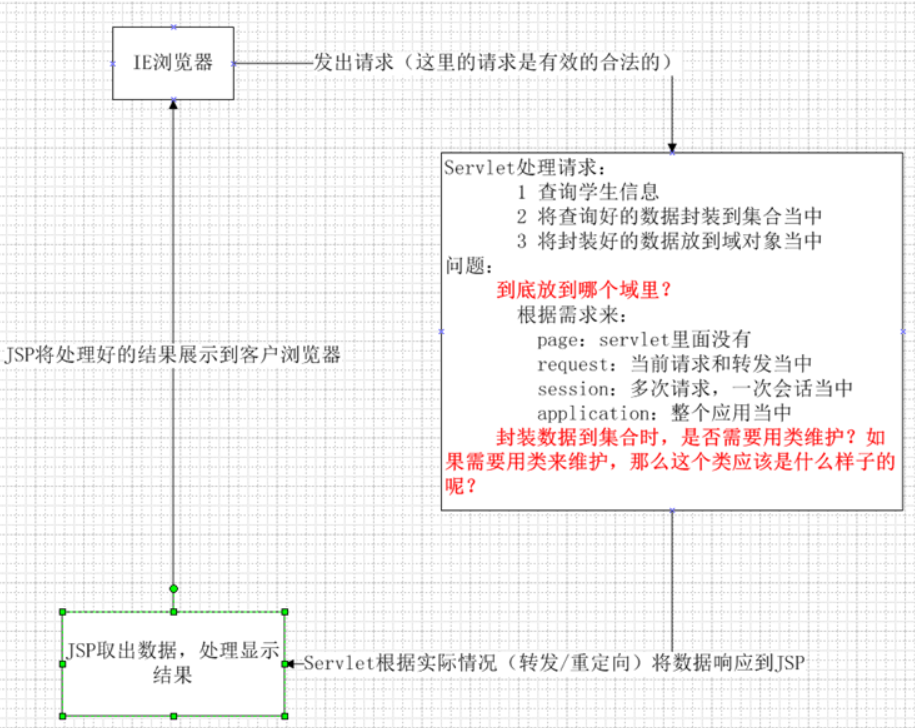 IE浏览器
发出请求（这里的请求是有效的合法的）
Servlet处理请求：
1 查询学生信息
2 将查询好的数据封装到集合当中
3 将封装好的数据放到域对象当中
问题：
到底放到哪个域里？
根据需求来：
page：servlet里面没有
request：当前请求和转发当中
session：多次请求，一次会话当中
application：整个应用当中
封装数据到集合时，是否需要用类维护？如
果需要用类来维护，那么这个类应该是什么样子的
呢？
JSP将处理好的结果展示到客户浏览器
JSP取出数据，处理显示
结果
Servlet根据实际情况（转发/重定向）将数据响应到JSP